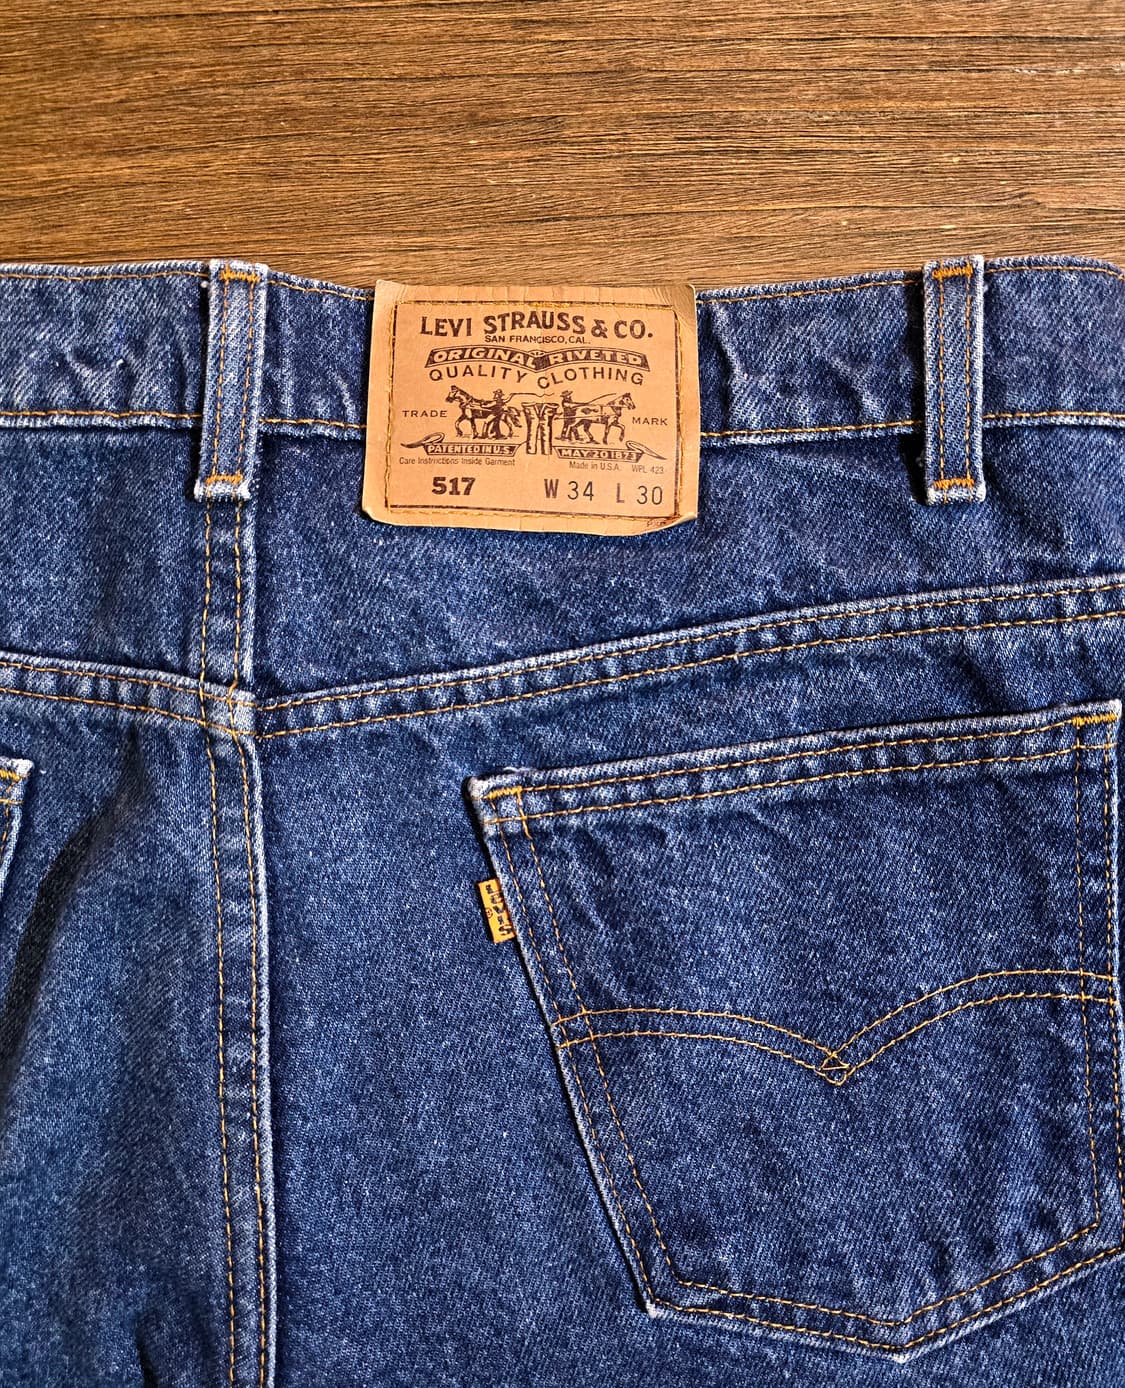 LEVI STRAUSS & CO.
SAN FRANCISCO, CAL.
ORIGINAL RIVETED
QUALITY CLOTHING
TRADE MARK
PATENTED IN U.S. MAY 20 1873
Care Instructions Inside Garment Made in U.S.A. WPL 423
517 W 34 L 30
LEVI'S